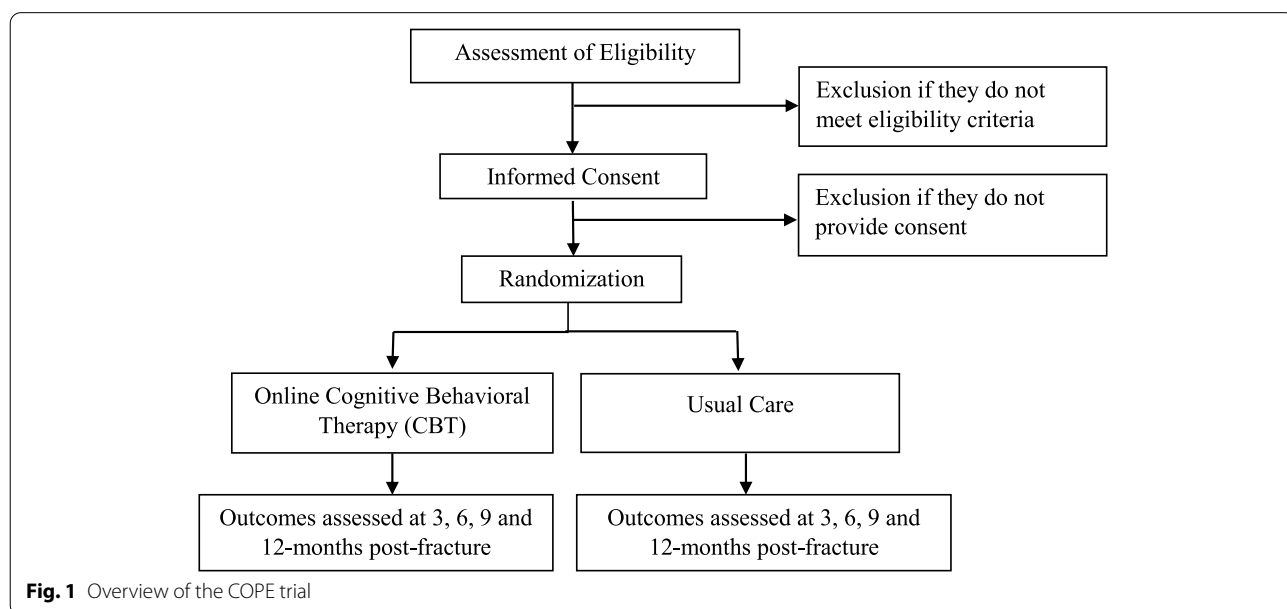 Assessment of Eligibility
Exclusion if they do not
meet eligibility criteria
Informed Consent
Exclusion if they do not
provide consent
Randomization
Online Cognitive Behavioral
Therapy (CBT)
Usual Care
Outcomes assessed at 3, 6, 9 and
12-months post-fracture
Outcomes assessed at 3, 6, 9 and
12-months post-fracture
Fig. 1 Overview of the COPE trial